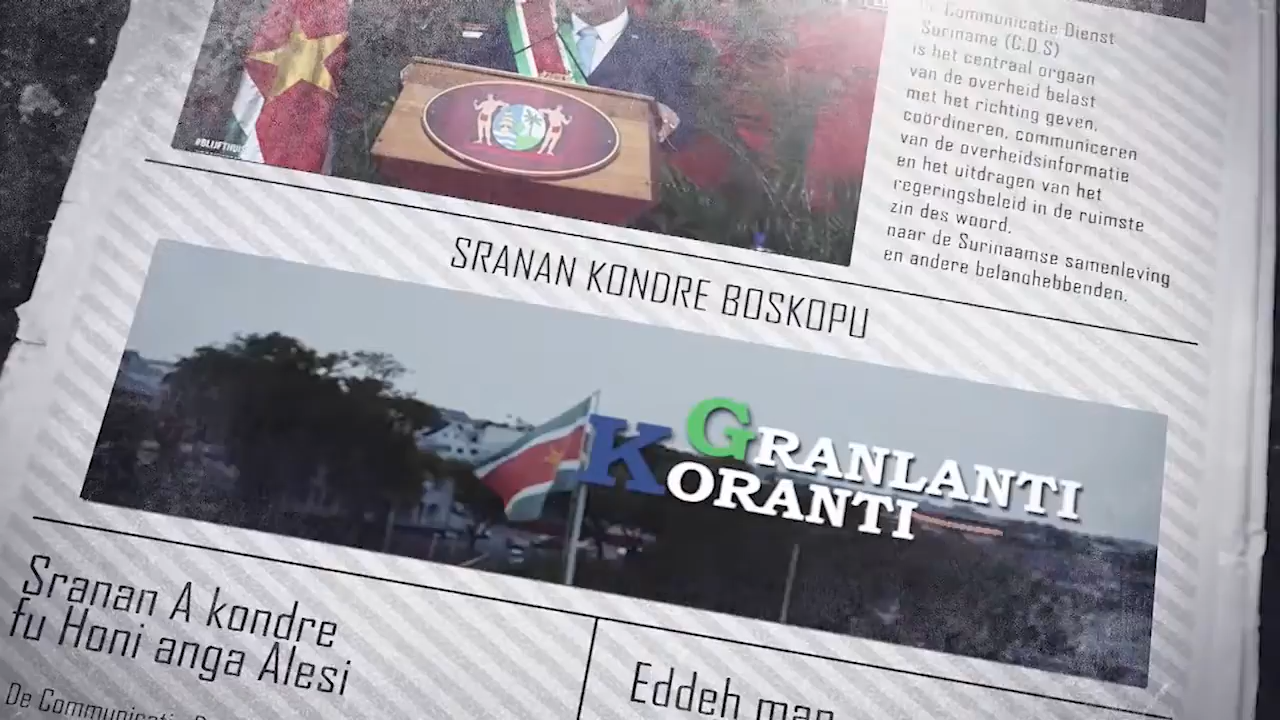 De Communicatie Dienst
Suriname (C.D.S)
is het centraal orgaan
van de overheid belast
met het richting geven,
coördineren, communiceren
van de overheidsinformatie
en het uitdragen van het
regeringsbeleid in de ruimste
zin des woord.
naar de Surinaamse samenleving
en andere belanghebbenden.
SRANAN KONDRE BOSKOPU
GRANLANTI
KORANTI
Sranan A kondre
fu Honi anga Alesi
De
Eddeh man